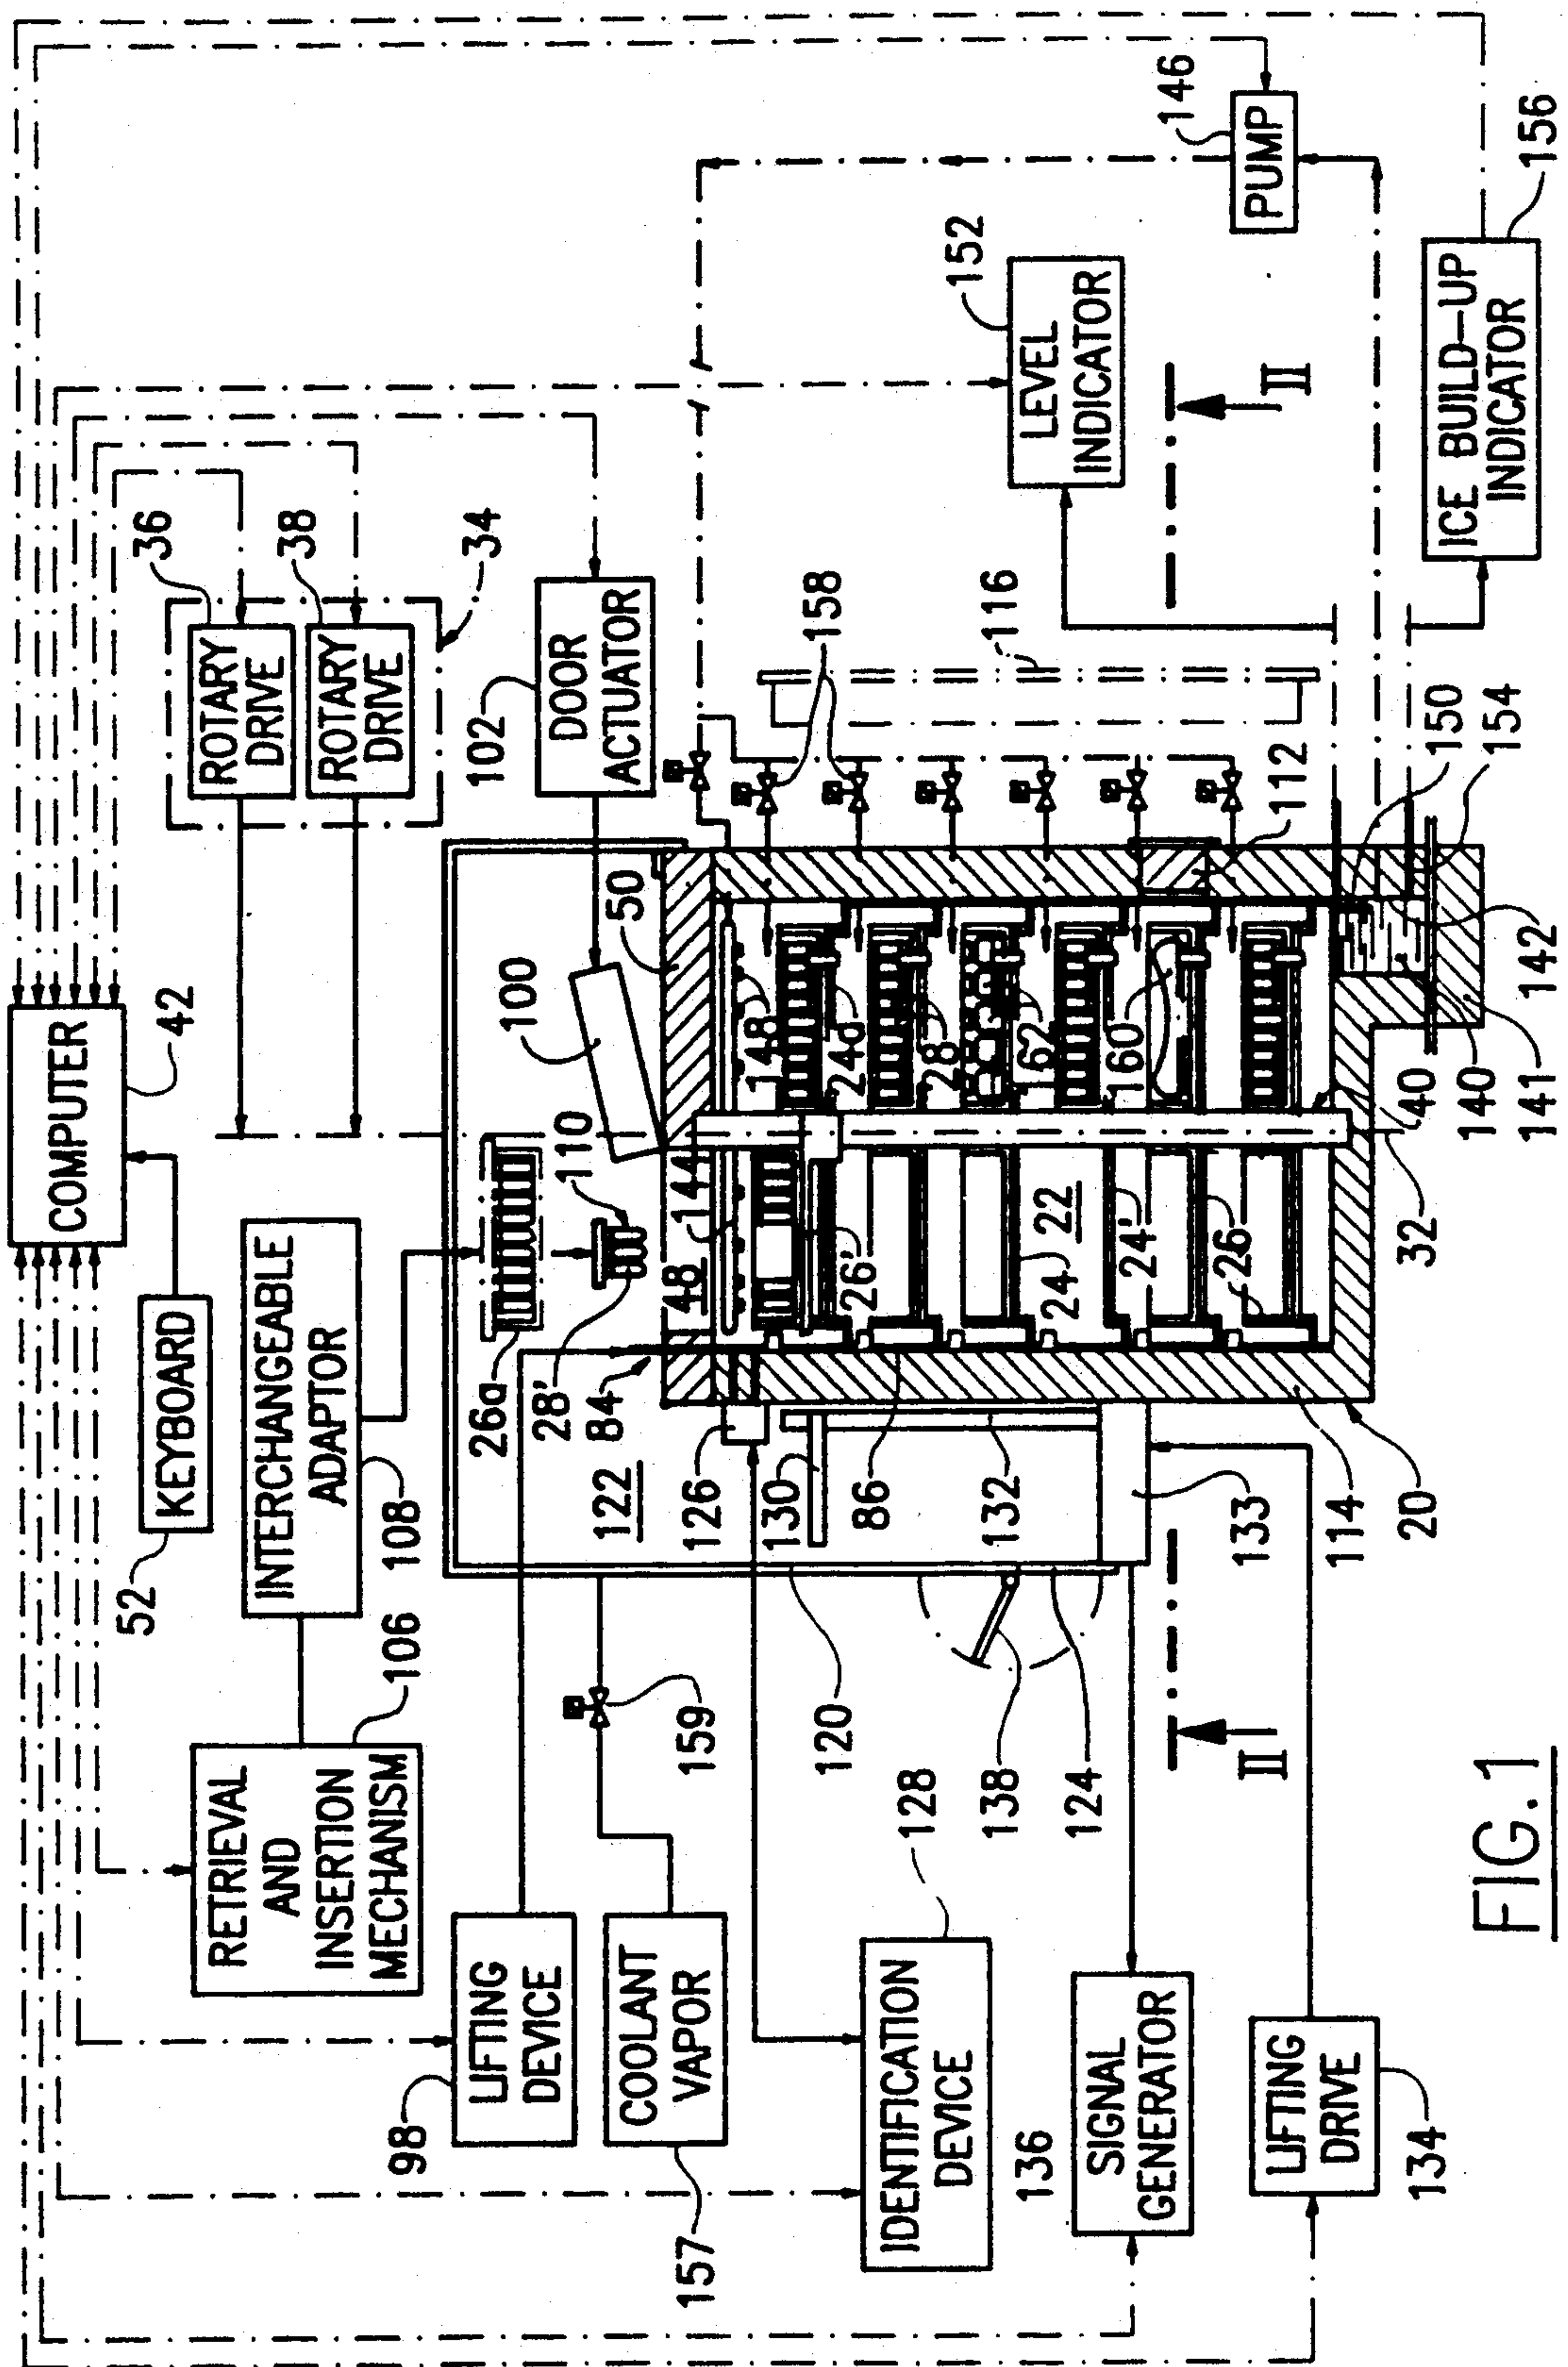 COMPUTER
42
KEYBOARD
52
INTERCHANGEABLE
ADAPTOR
108
RETRIEVAL
AND
INSERTION
MECHANISM
106
LIFTING
DEVICE
98
COOLANT
VAPOR
157
159
IDENTIFICATION
DEVICE
128
SIGNAL
GENERATOR
136
LIFTING
DRIVE
134
ROTARY
DRIVE
36
ROTARY
DRIVE
38
34
DOOR
ACTUATOR
102
LEVEL
INDICATOR
152
PUMP
146
ICE BUILD-UP
INDICATOR
156
II
II
158
116
112
150
154
142
141
140
40
32
50
100
110
26a
28'
84
122
126
130
86
132
133
114
20
120
138
124
48
144
148
24d
28
162
160
26'
24
22
24'
26
FIG.1